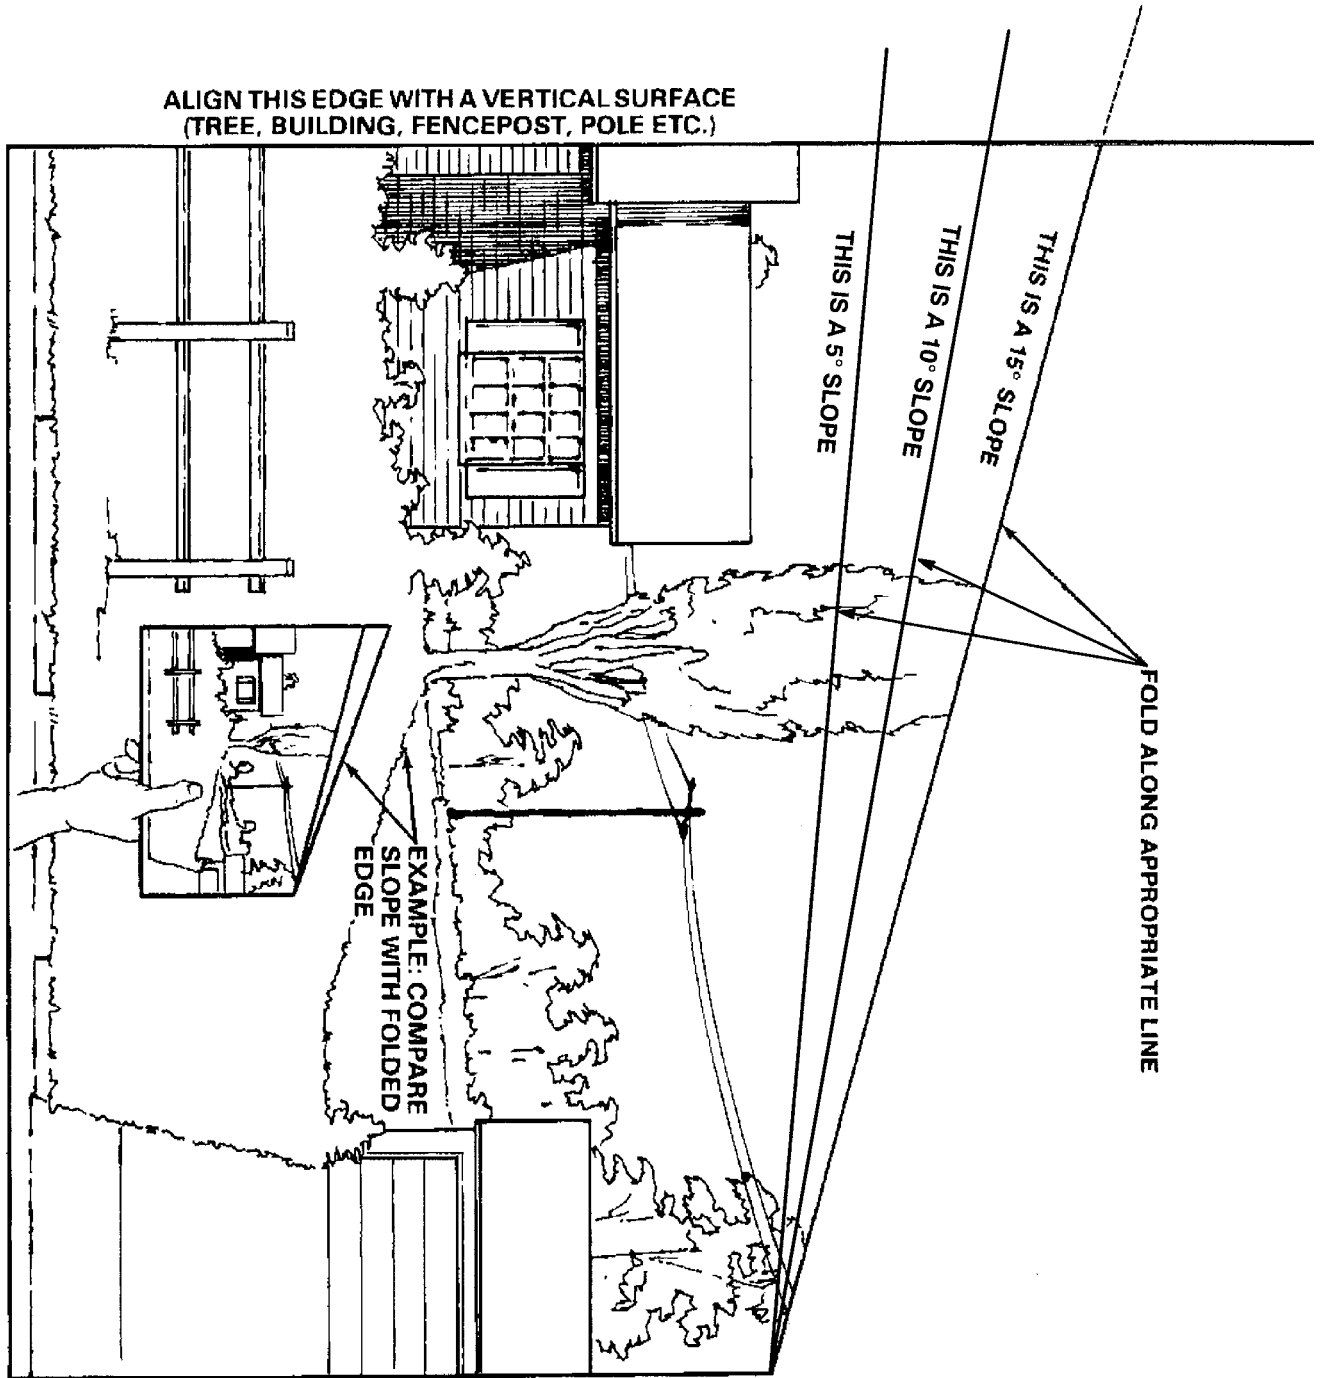 ALIGN THIS EDGE WITH A VERTICAL SURFACE
(TREE, BUILDING, FENCEPOST, POLE ETC.)
THIS IS A 5° SLOPE
THIS IS A 10° SLOPE
THIS IS A 15° SLOPE
FOLD ALONG APPROPRIATE LINE
EXAMPLE: COMPARE
SLOPE WITH FOLDED
EDGE